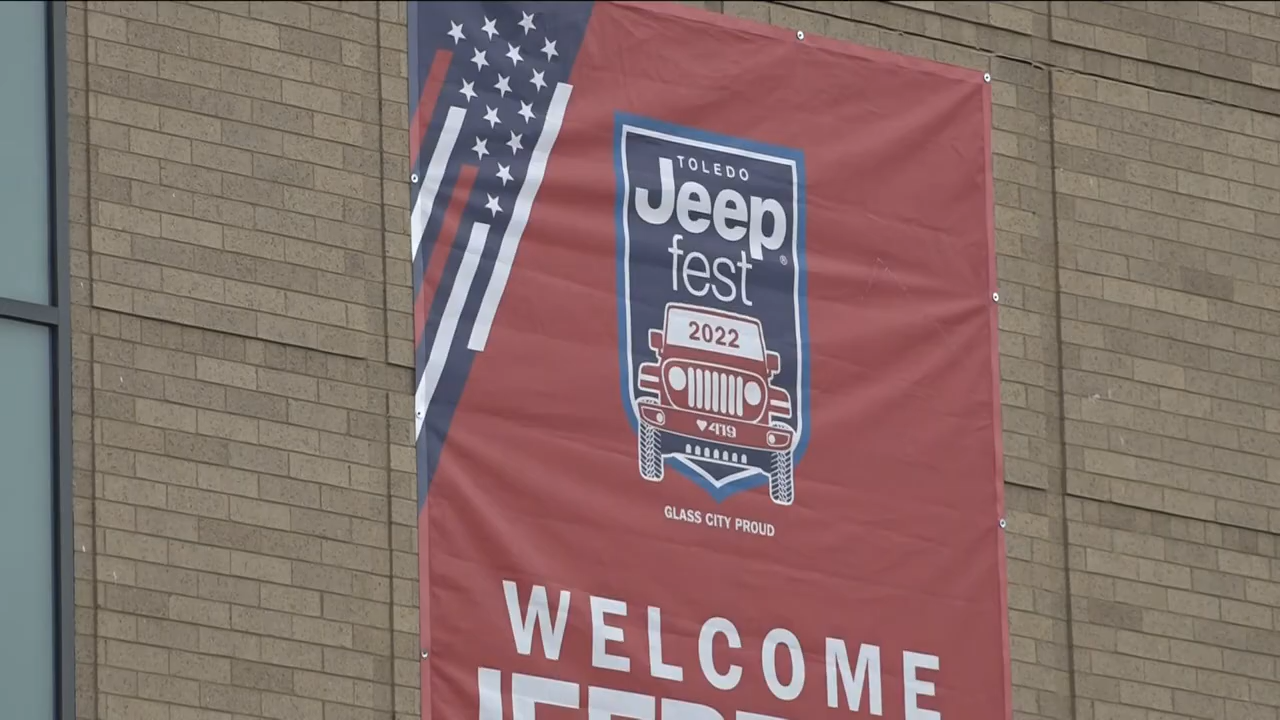 TOLEDO
Jeep®
fest
2022
♥419
GLASS CITY PROUD
WELCOME